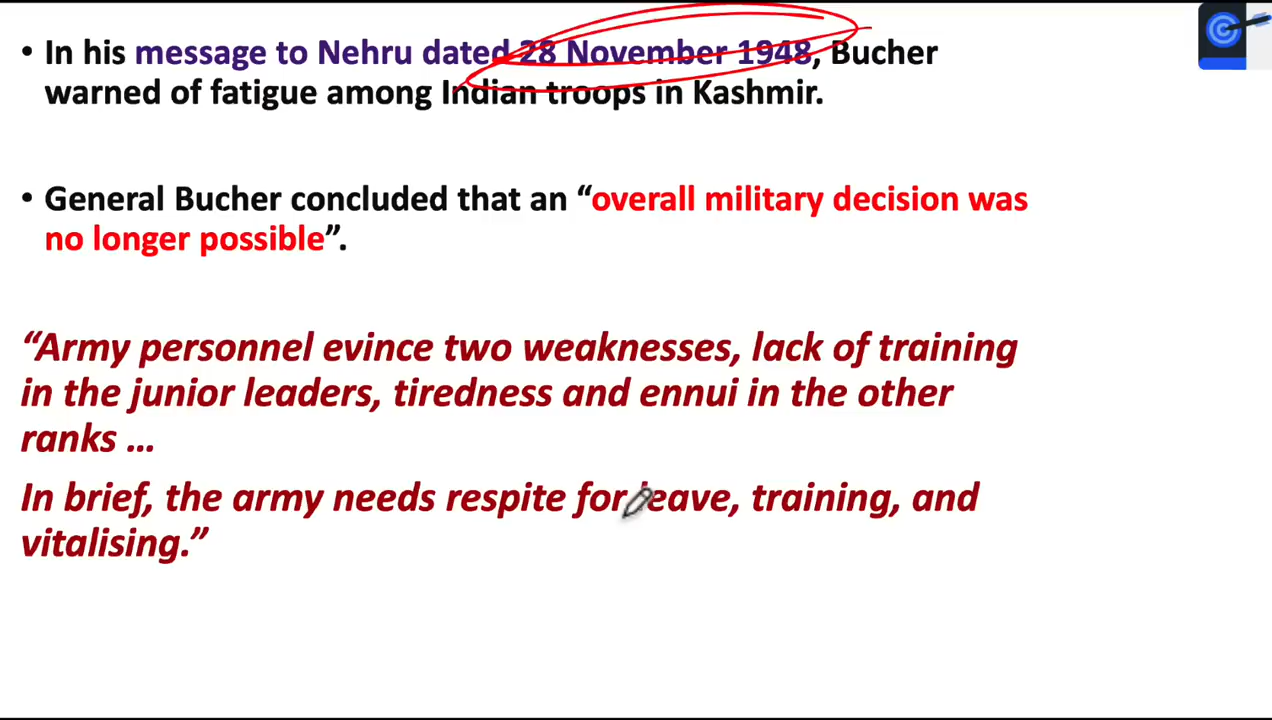 • In his message to Nehru dated 28 November 1948, Bucher
warned of fatigue among Indian troops in Kashmir.
• General Bucher concluded that an “overall military decision was
no longer possible”.
“Army personnel evince two weaknesses, lack of training
in the junior leaders, tiredness and ennui in the other
ranks …
In brief, the army needs respite for leave, training, and
vitalising.”